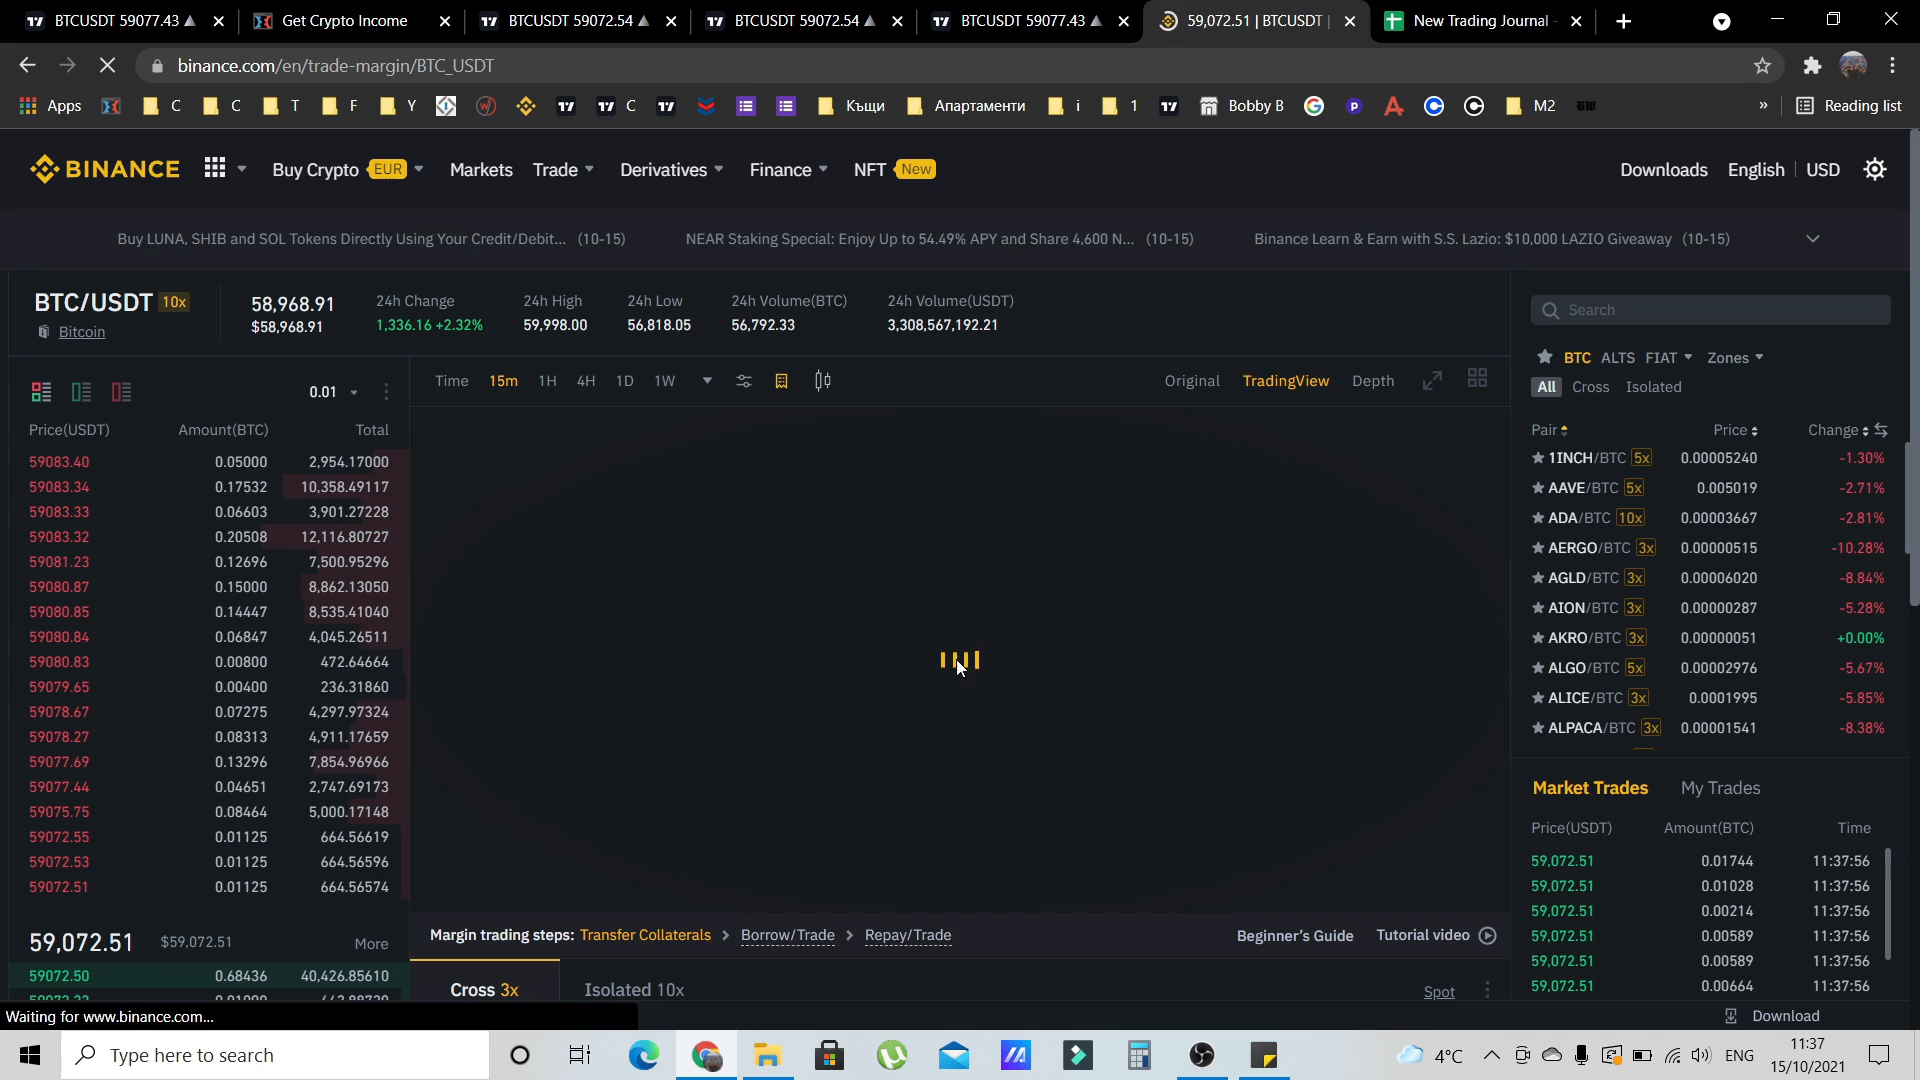 BTCUSDT 59077.43
Get Crypto Income
BTCUSDT 59072.54
BTCUSDT 59072.54
BTCUSDT 59077.43
59,072.51 | BTCUSDT |
New Trading Journal
binance.com/en/trade-margin/BTC_USDT
Apps C C T F Y C Къщи Апартаменти i 1 Bobby B M2 » Reading list
BINANCE Buy Crypto EUR Markets Trade Derivatives Finance NFT New Downloads English USD
Buy LUNA, SHIB and SOL Tokens Directly Using Your Credit/Debit... (10-15) NEAR Staking Special: Enjoy Up to 54.49% APY and Share 4,600 N... (10-15) Binance Learn & Earn with S.S. Lazio: $10,000 LAZIO Giveaway (10-15)
BTC/USDT 10x 58,968.91 24h Change 24h High 24h Low 24h Volume(BTC) 24h Volume(USDT)
Bitcoin $58,968.91 1,336.16 +2.32% 59,998.00 56,818.05 56,792.33 3,308,567,192.21
Search
BTC ALTS FIAT Zones
All Cross Isolated
Time 15m 1H 4H 1D 1W Original TradingView Depth
0.01
Price(USDT) Amount(BTC) Total
59083.40 0.05000 2,954.17000
59083.34 0.17532 10,358.49117
59083.33 0.06603 3,901.27228
59083.32 0.20508 12,116.80727
59081.23 0.12696 7,500.95296
59080.87 0.15000 8,862.13050
59080.85 0.14447 8,535.41040
59080.84 0.06847 4,045.26511
59080.83 0.00800 472.64664
59079.65 0.00400 236.31860
59078.67 0.07275 4,297.97324
59078.27 0.08313 4,911.17659
59077.69 0.13296 7,854.96966
59077.44 0.04651 2,747.69173
59075.75 0.08464 5,000.17148
59072.55 0.01125 664.56619
59072.53 0.01125 664.56596
59072.51 0.01125 664.56574
59,072.51 $59,072.51 More
59072.50 0.68436 40,426.85610
Pair Price Change
1INCH/BTC 5x 0.00005240 -1.30%
AAVE/BTC 5x 0.005019 -2.71%
ADA/BTC 10x 0.00003667 -2.81%
AERGO/BTC 3x 0.00000515 -10.28%
AGLD/BTC 3x 0.00006020 -8.84%
AION/BTC 3x 0.00000287 -5.28%
AKRO/BTC 3x 0.00000051 +0.00%
ALGO/BTC 5x 0.00002976 -5.67%
ALICE/BTC 3x 0.0001995 -5.85%
ALPACA/BTC 3x 0.00001541 -8.38%
Market Trades My Trades
Price(USDT) Amount(BTC) Time
59,072.51 0.01744 11:37:56
59,072.51 0.01028 11:37:56
59,072.51 0.00214 11:37:56
59,072.51 0.00589 11:37:56
59,072.51 0.00589 11:37:56
59,072.51 0.00664 11:37:56
Margin trading steps: Transfer Collaterals > Borrow/Trade > Repay/Trade Beginner's Guide Tutorial video
Cross 3x Isolated 10x Spot
Waiting for www.binance.com...
Download
Type here to search
4°C ENG
11:37
15/10/2021